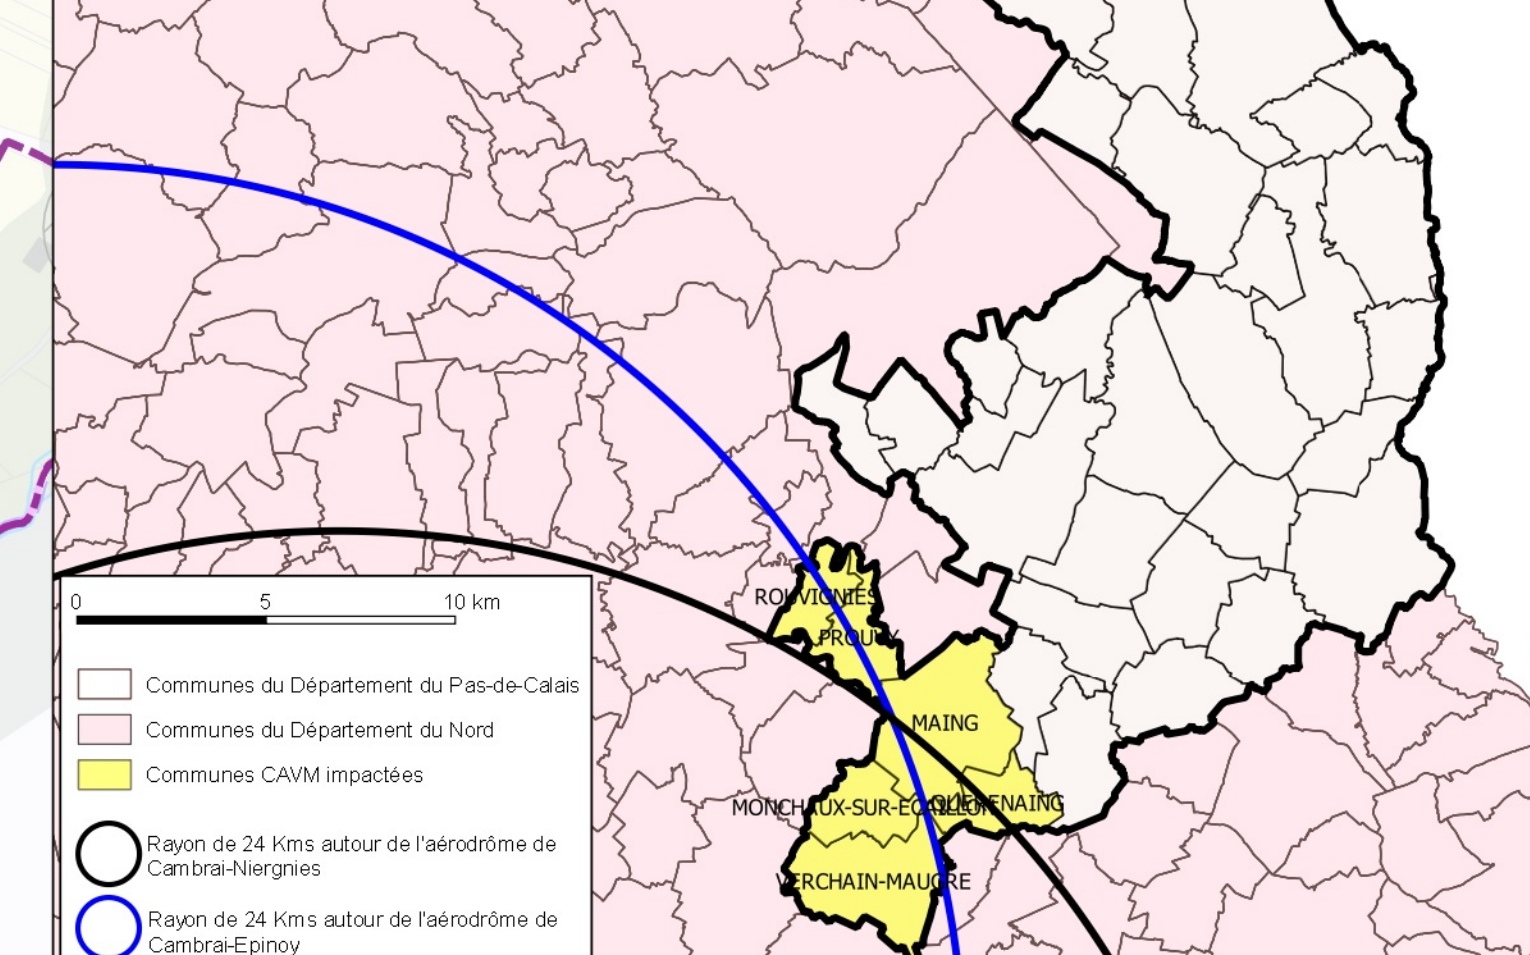 ROUVIGNIES
PROUVY
MAING
MONCHAUX-SUR-ECAILLON
QUERENAING
VERCHAIN-MAUGRE
0 5 10 km
Communes du Département du Pas-de-Calais
Communes du Département du Nord
Communes CAVM impactées
Rayon de 24 Kms autour de l'aérodrôme de
Cambrai-Niergnies
Rayon de 24 Kms autour de l'aérodrôme de
Cambrai-Epinoy